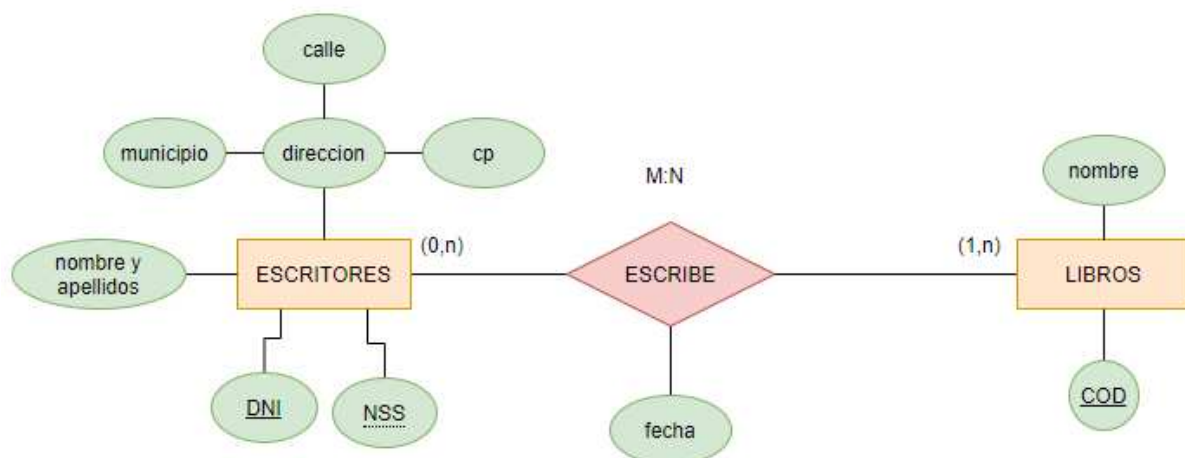 calle
municipio
direccion
cp
M:N
nombre
(0,n)
(1,n)
nombre y
apellidos
ESCRITORES
ESCRIBE
LIBROS
DNI
NSS
COD
fecha